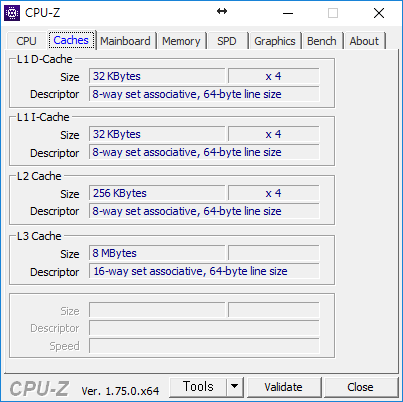 CPU-Z
CPU Caches Mainboard Memory SPD Graphics Bench About
L1 D-Cache
Size 32 KBytes x 4
Descriptor 8-way set associative, 64-byte line size
L1 I-Cache
Size 32 KBytes x 4
Descriptor 8-way set associative, 64-byte line size
L2 Cache
Size 256 KBytes x 4
Descriptor 8-way set associative, 64-byte line size
L3 Cache
Size 8 MBytes
Descriptor 16-way set associative, 64-byte line size
Size
Descriptor
Speed
CPU-Z Ver. 1.75.0.x64 Tools Validate Close